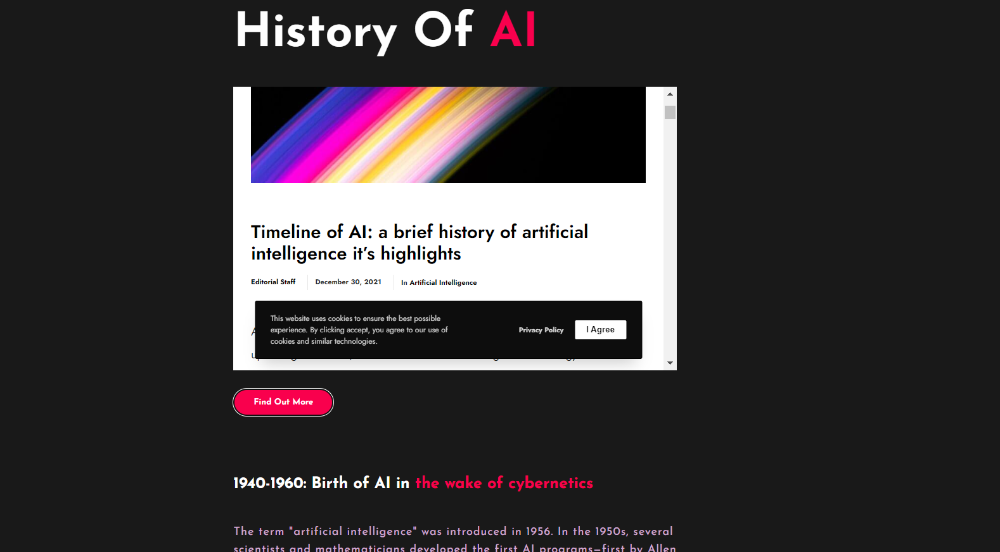 History Of AI
Timeline of AI: a brief history of artificial
intelligence it's highlights
Editorial Staff
December 30, 2021
In Artificial Intelligence
This website uses cookies to ensure the best possible
experience. By clicking accept, you agree to our use of
cookies and similar technologies.
Privacy Policy
I Agree
Find Out More
1940-1960: Birth of AI in the wake of cybernetics
The term "artificial intelligence" was introduced in 1956. In the 1950s, several
scientists and mathematicians developed the first AI programs—first by Allen